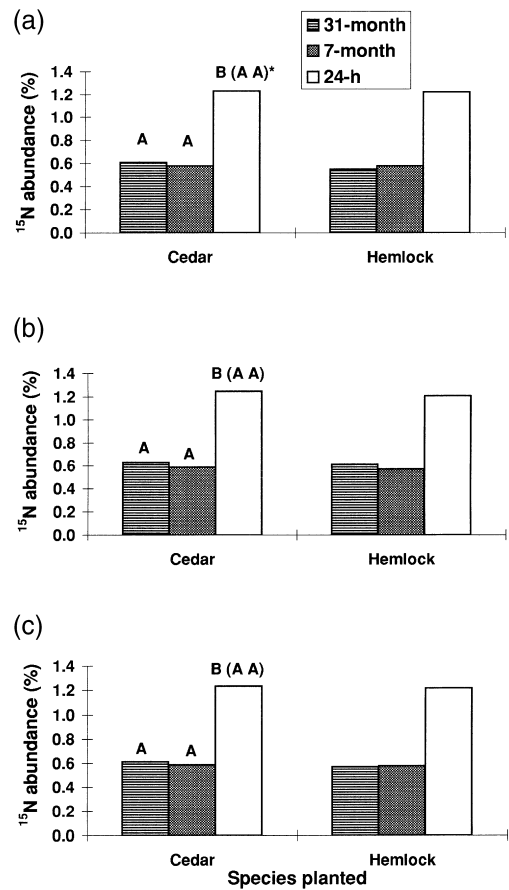 (a)
31-month
7-month
24-h
B (A A)*
A A
1.4
1.2
1.0
0.8
0.6
0.4
0.2
0.0
15N abundance (%)
Cedar Hemlock
(b)
B (A A)
A A
1.4
1.2
1.0
0.8
0.6
0.4
0.2
0.0
15N abundance (%)
Cedar Hemlock
(c)
B (A A)
A A
1.4
1.2
1.0
0.8
0.6
0.4
0.2
0.0
15N abundance (%)
Cedar Hemlock
Species planted